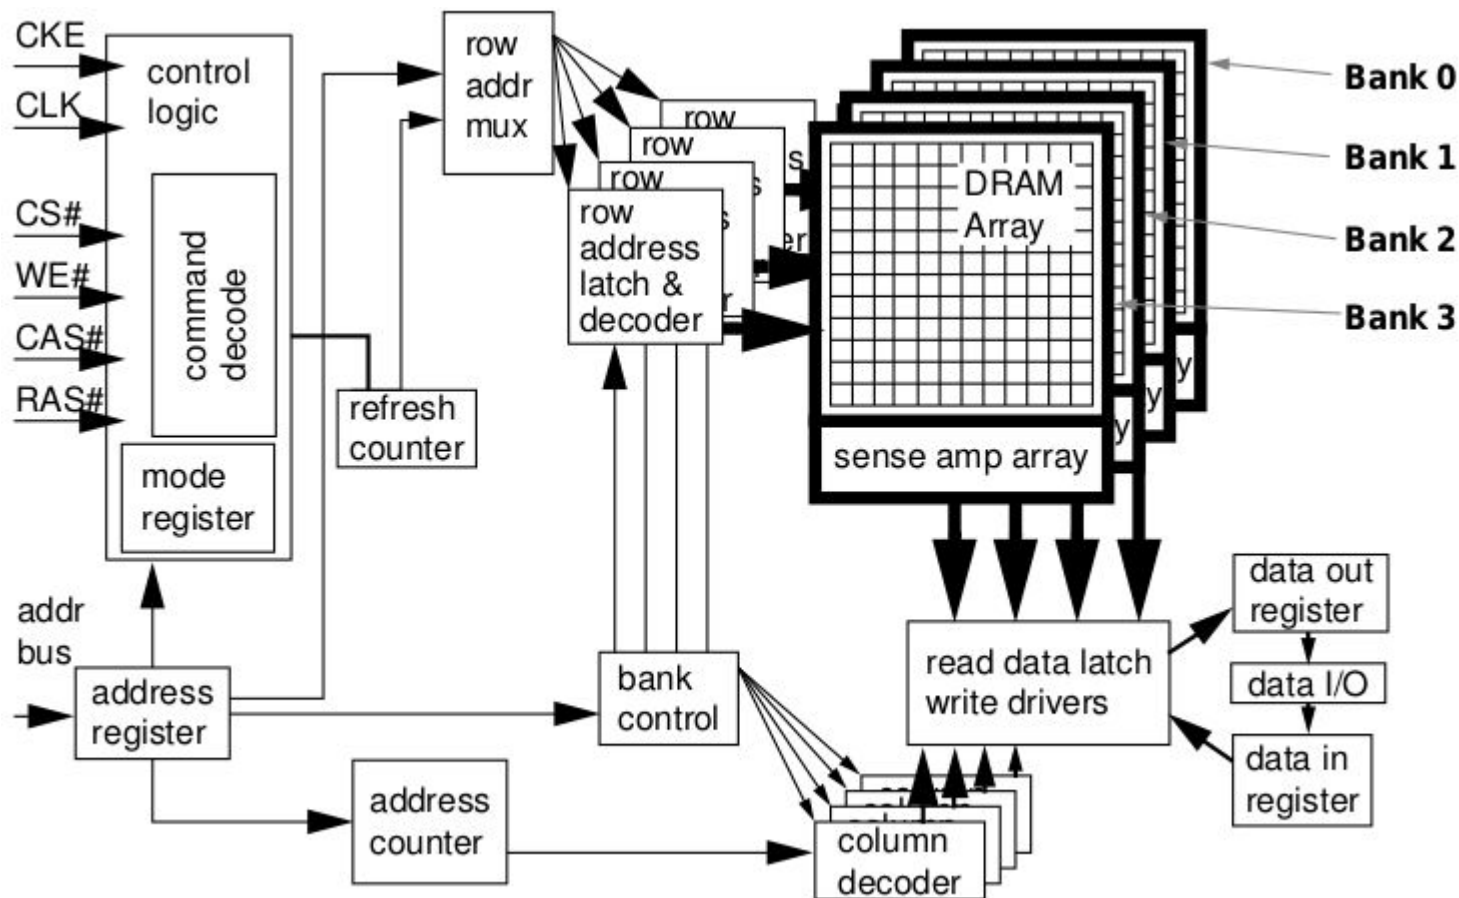 CKE
CLK
CS#
WE#
CAS#
RAS#
control
logic
command
decode
mode
register
addr
bus
address
register
refresh
counter
address
counter
row
addr
mux
row
row
row
row
address
latch &
decoder
s
s
s
er
r
bank
control
DRAM
Array
sense amp array
y
y
y
Bank 0
Bank 1
Bank 2
Bank 3
read data latch
write drivers
data out
register
data I/O
data in
register
column
decoder